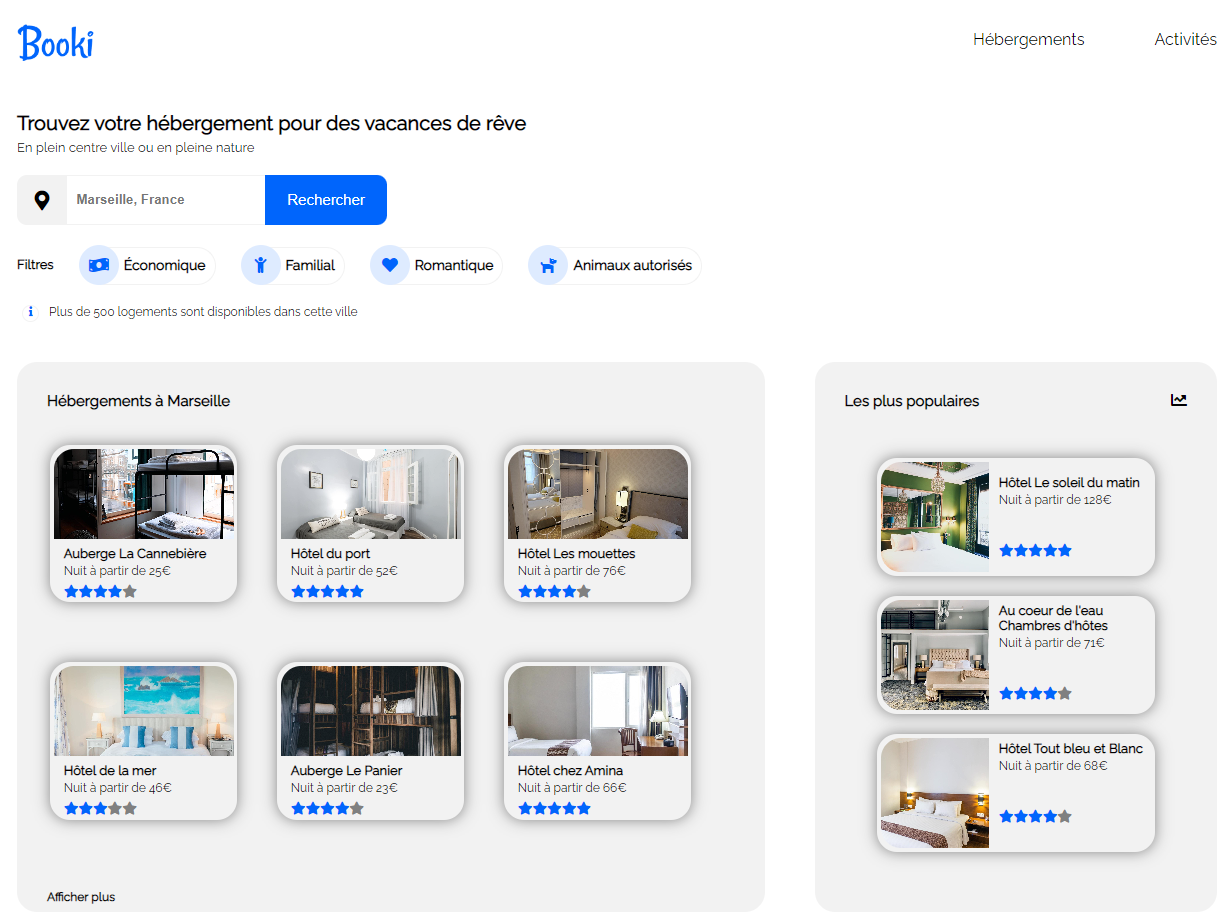 Booki
Hébergements
Activités
Trouvez votre hébergement pour des vacances de rêve
En plein centre ville ou en pleine nature
Marseille, France
Rechercher
Filtres
Économique
Familial
Romantique
Animaux autorisés
Plus de 500 logements sont disponibles dans cette ville
Hébergements à Marseille
Auberge La Cannebière
Nuit à partir de 25€
Hôtel du port
Nuit à partir de 52€
Hôtel Les mouettes
Nuit à partir de 76€
Hôtel de la mer
Nuit à partir de 46€
Auberge Le Panier
Nuit à partir de 23€
Hôtel chez Amina
Nuit à partir de 66€
Afficher plus
Les plus populaires
Hôtel Le soleil du matin
Nuit à partir de 128€
Au coeur de l'eau
Chambres d'hôtes
Nuit à partir de 71€
Hôtel Tout bleu et Blanc
Nuit à partir de 68€